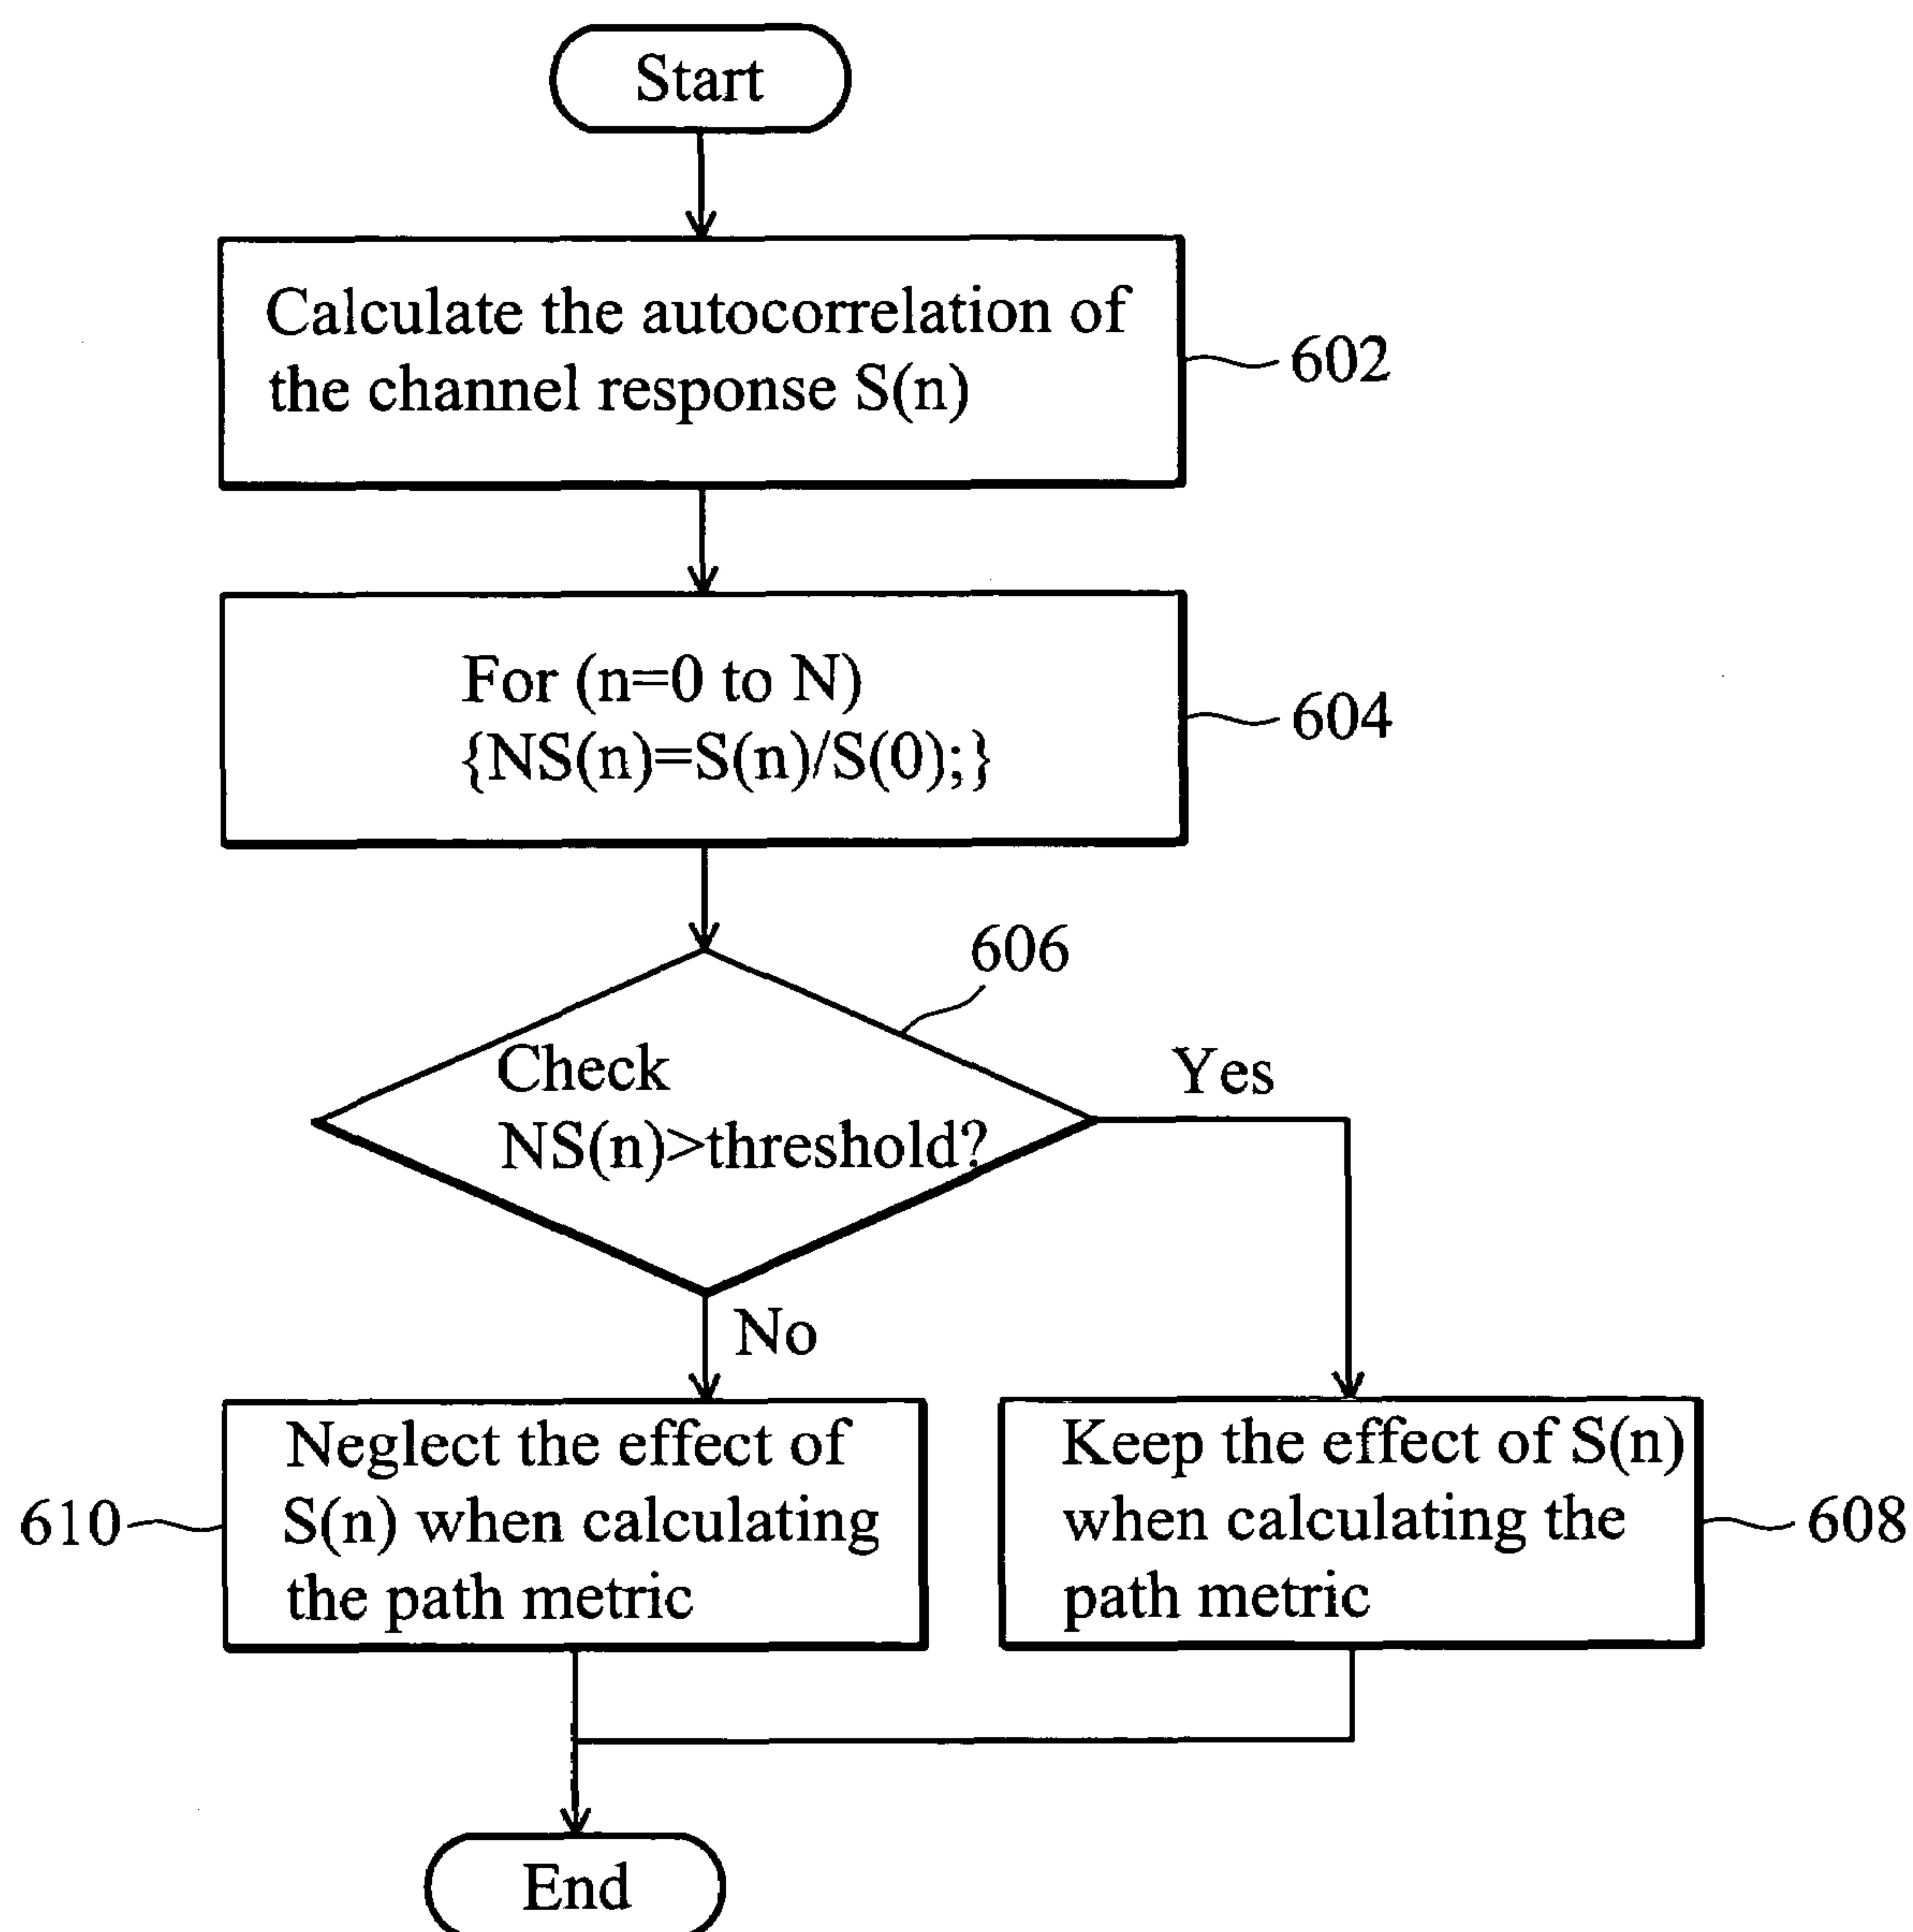 Start
Calculate the autocorrelation of
the channel response S(n)
602
For (n=0 to N)
{NS(n)=S(n)/S(0);}
604
606
Check
NS(n)>threshold?
Yes
No
Neglect the effect of
S(n) when calculating
the path metric
610
Keep the effect of S(n)
when calculating the
path metric
608
End